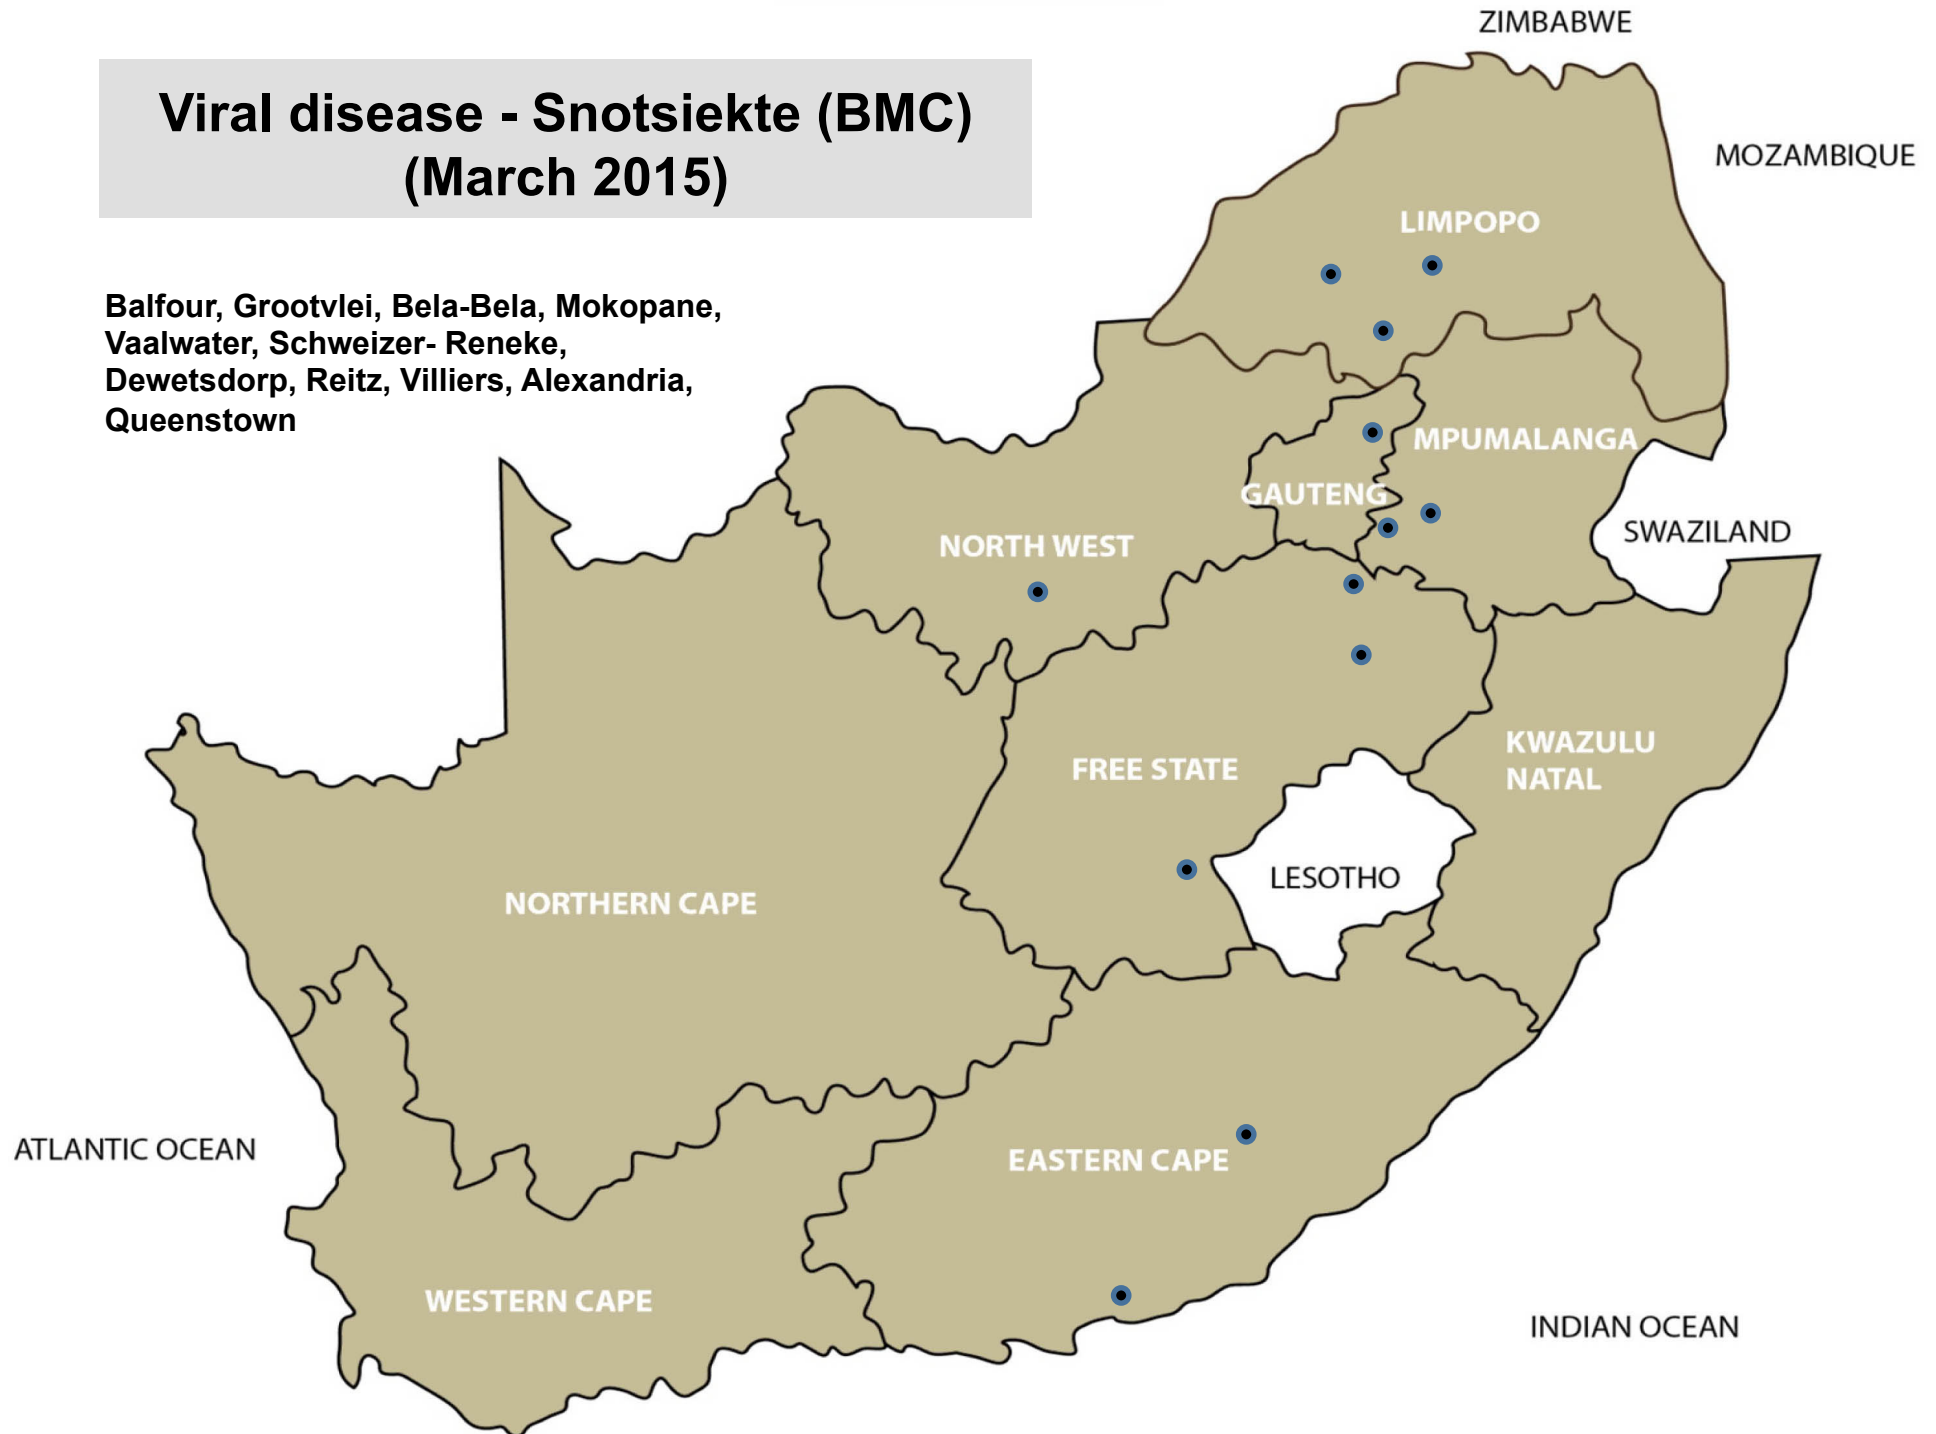 Viral disease - Snotsiekte (BMC)
(March 2015)
Balfour, Grootvlei, Bela-Bela, Mokopane,
Vaalwater, Schweizer- Reneke,
Dewetsdorp, Reitz, Villiers, Alexandria,
Queenstown
ZIMBABWE
MOZAMBIQUE
LIMPOPO
MPUMALANGA
GAUTENG
SWAZILAND
NORTH WEST
KWAZULU
NATAL
FREE STATE
LESOTHO
NORTHERN CAPE
ATLANTIC OCEAN
EASTERN CAPE
WESTERN CAPE
INDIAN OCEAN